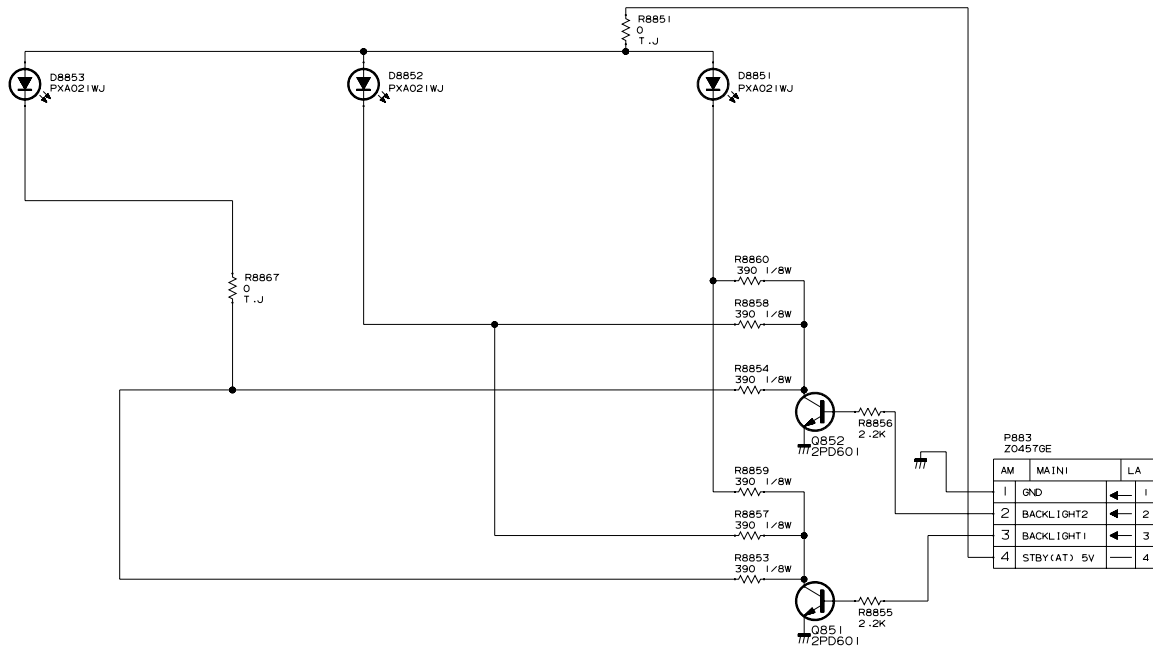 R8851
0
T.J
D8853
PXA021WJ
D8852
PXA021WJ
D8851
PXA021WJ
R8860
390 1/8W
R8867
0
T.J
R8858
390 1/8W
R8854
390 1/8W
R8856
2.2K
Q852
2PD601
P883
Z0457GE
AM MAIN1 LA
1 GND 1
2 BACKLIGHT2 2
3 BACKLIGHT1 3
4 STBY(AT) 5V 4
R8859
390 1/8W
R8857
390 1/8W
R8853
390 1/8W
R8855
2.2K
Q851
2PD601